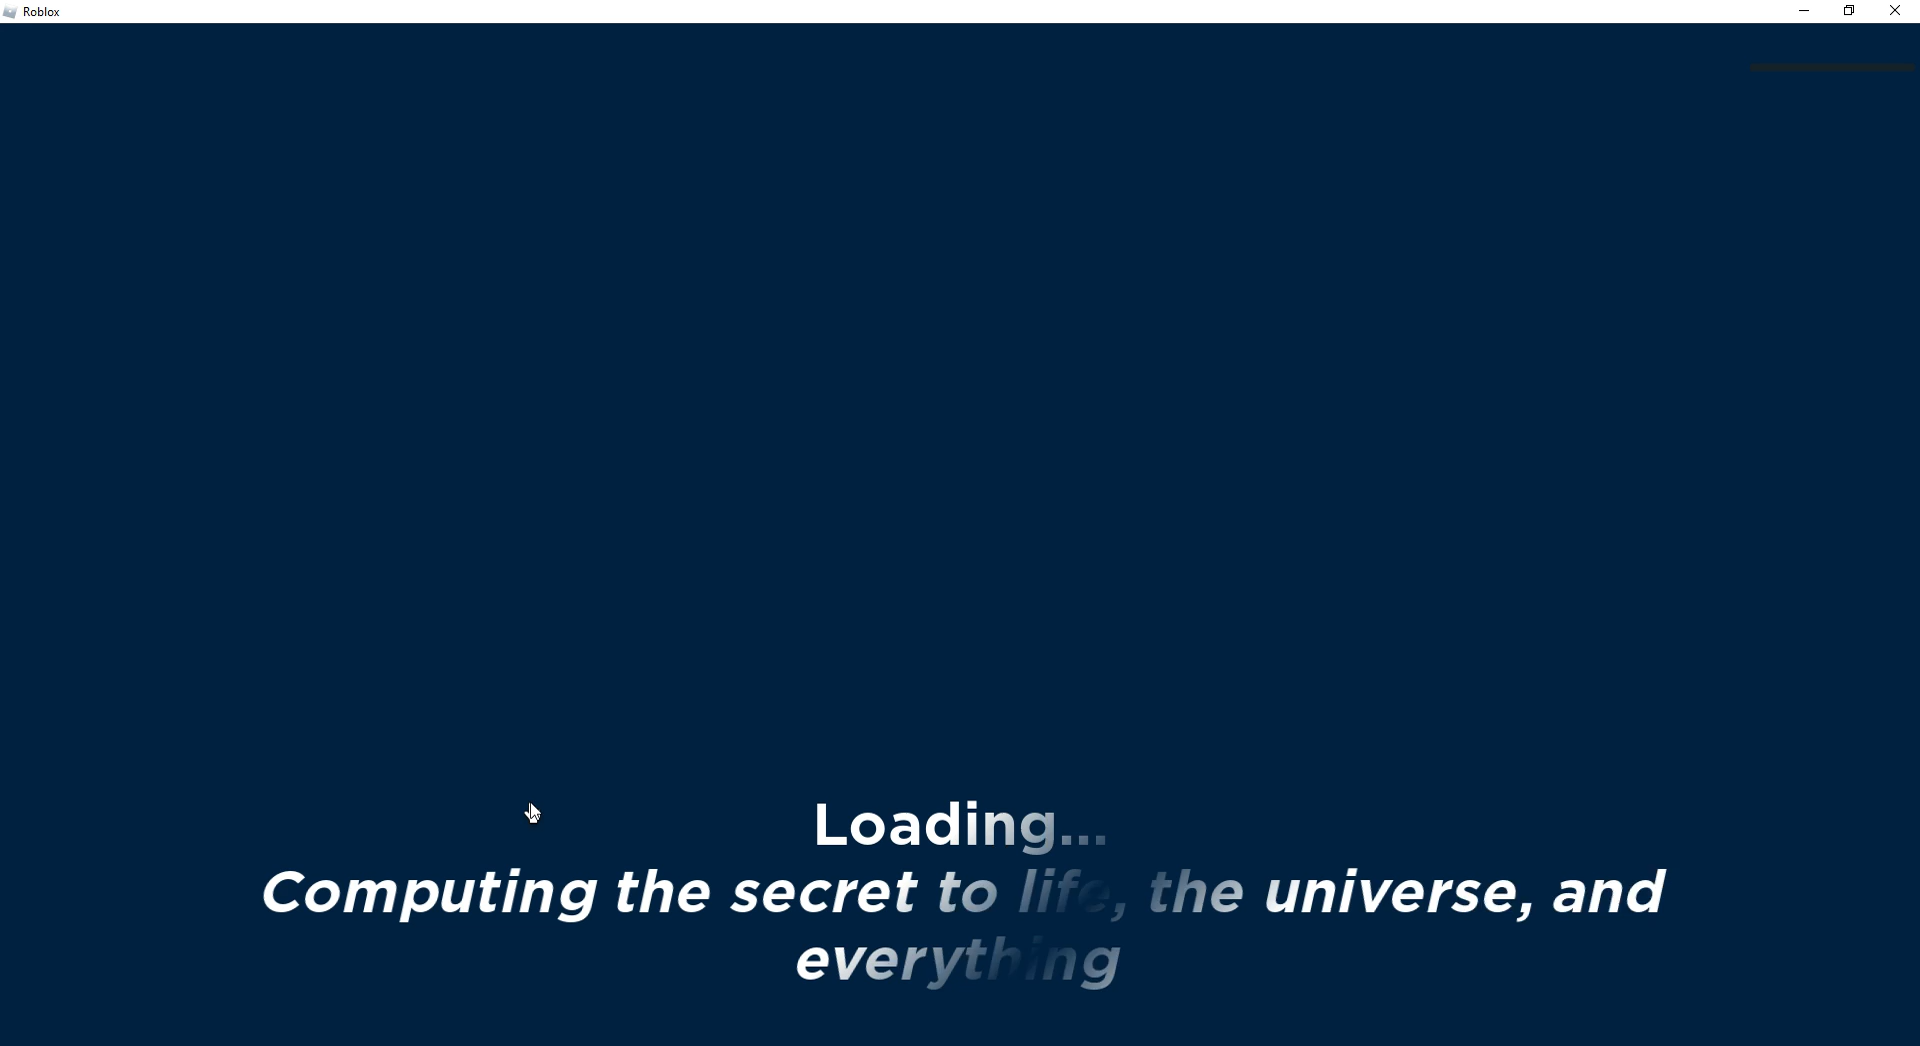 Roblox
Loading...
Computing the secret to life, the universe, and
everything